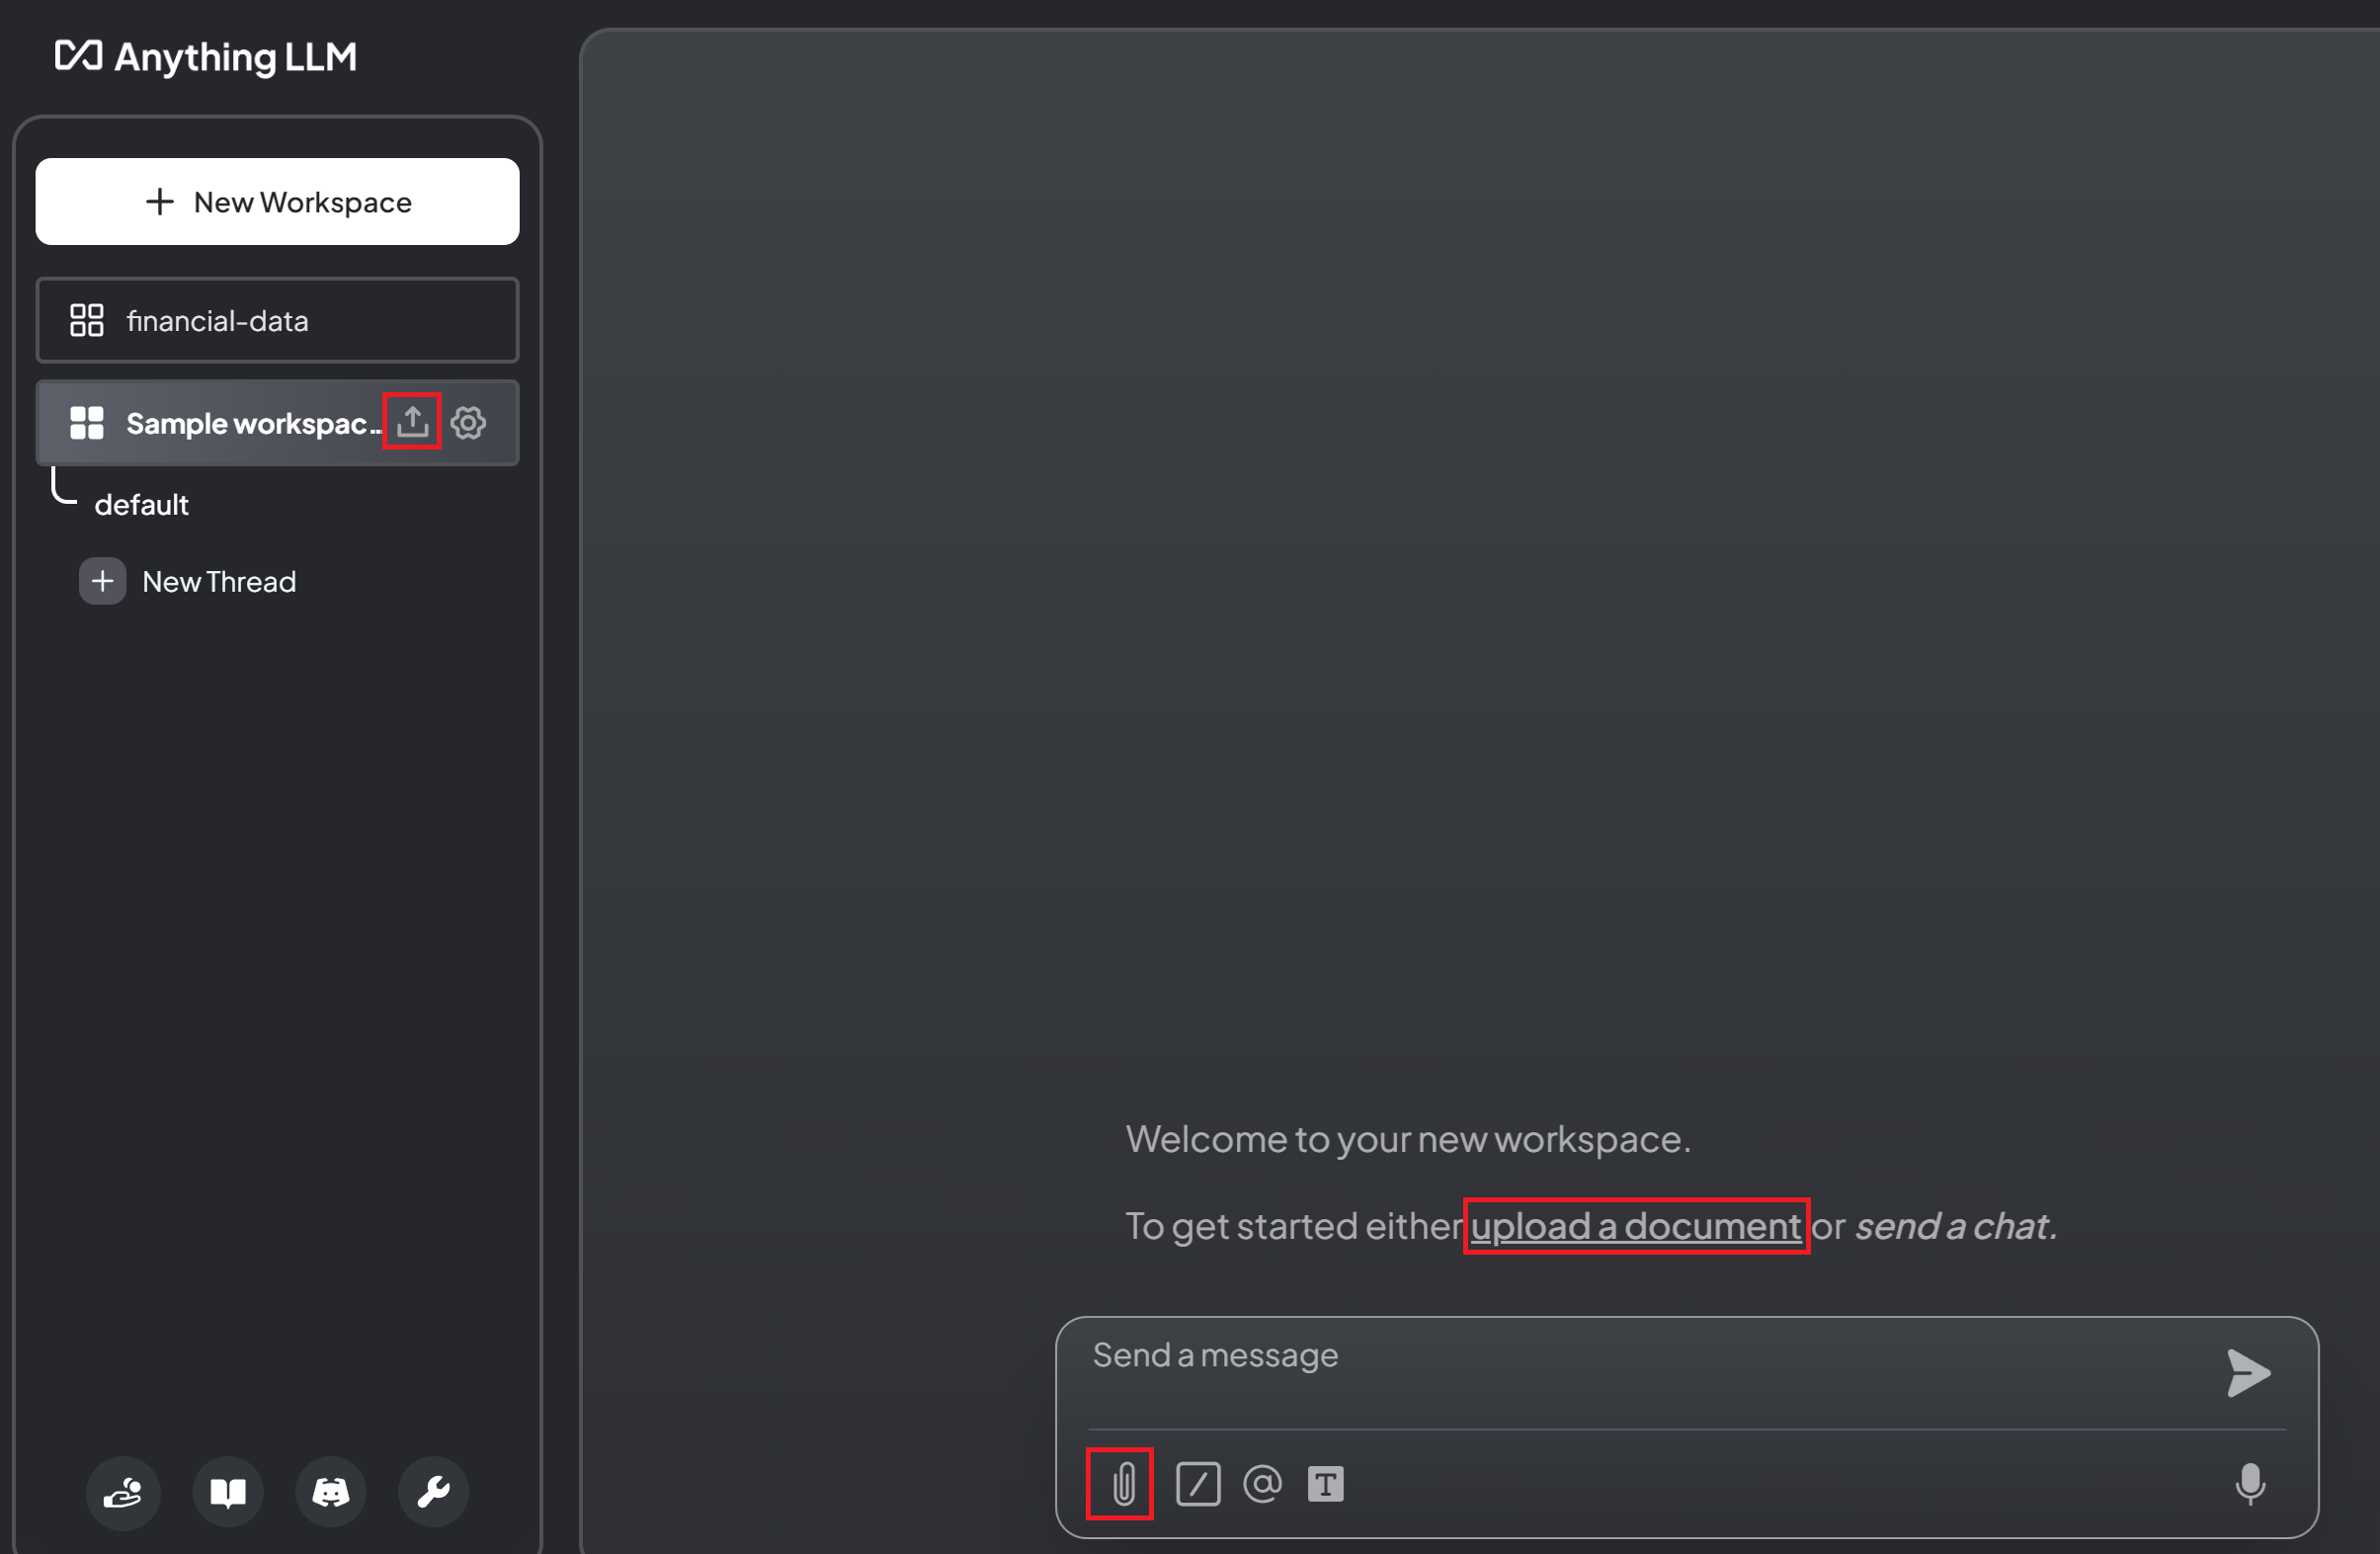 Anything LLM
New Workspace
financial-data
Sample workspac...
default
New Thread
Welcome to your new workspace.
To get started either upload a document or send a chat.
Send a message